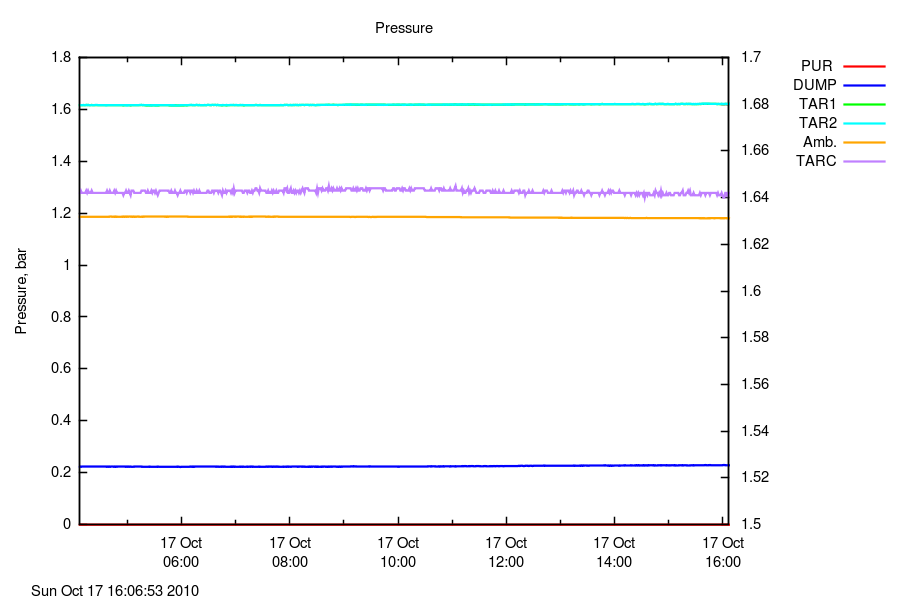 Pressure
1.8
1.6
1.4
1.2
1
0.8
0.6
0.4
0.2
0
Pressure, bar
1.7
1.68
1.66
1.64
1.62
1.6
1.58
1.56
1.54
1.52
1.5
PUR
DUMP
TAR1
TAR2
Amb.
TARC
17 Oct 17 Oct 17 Oct 17 Oct 17 Oct 17 Oct
06:00 08:00 10:00 12:00 14:00 16:00
Sun Oct 17 16:06:53 2010